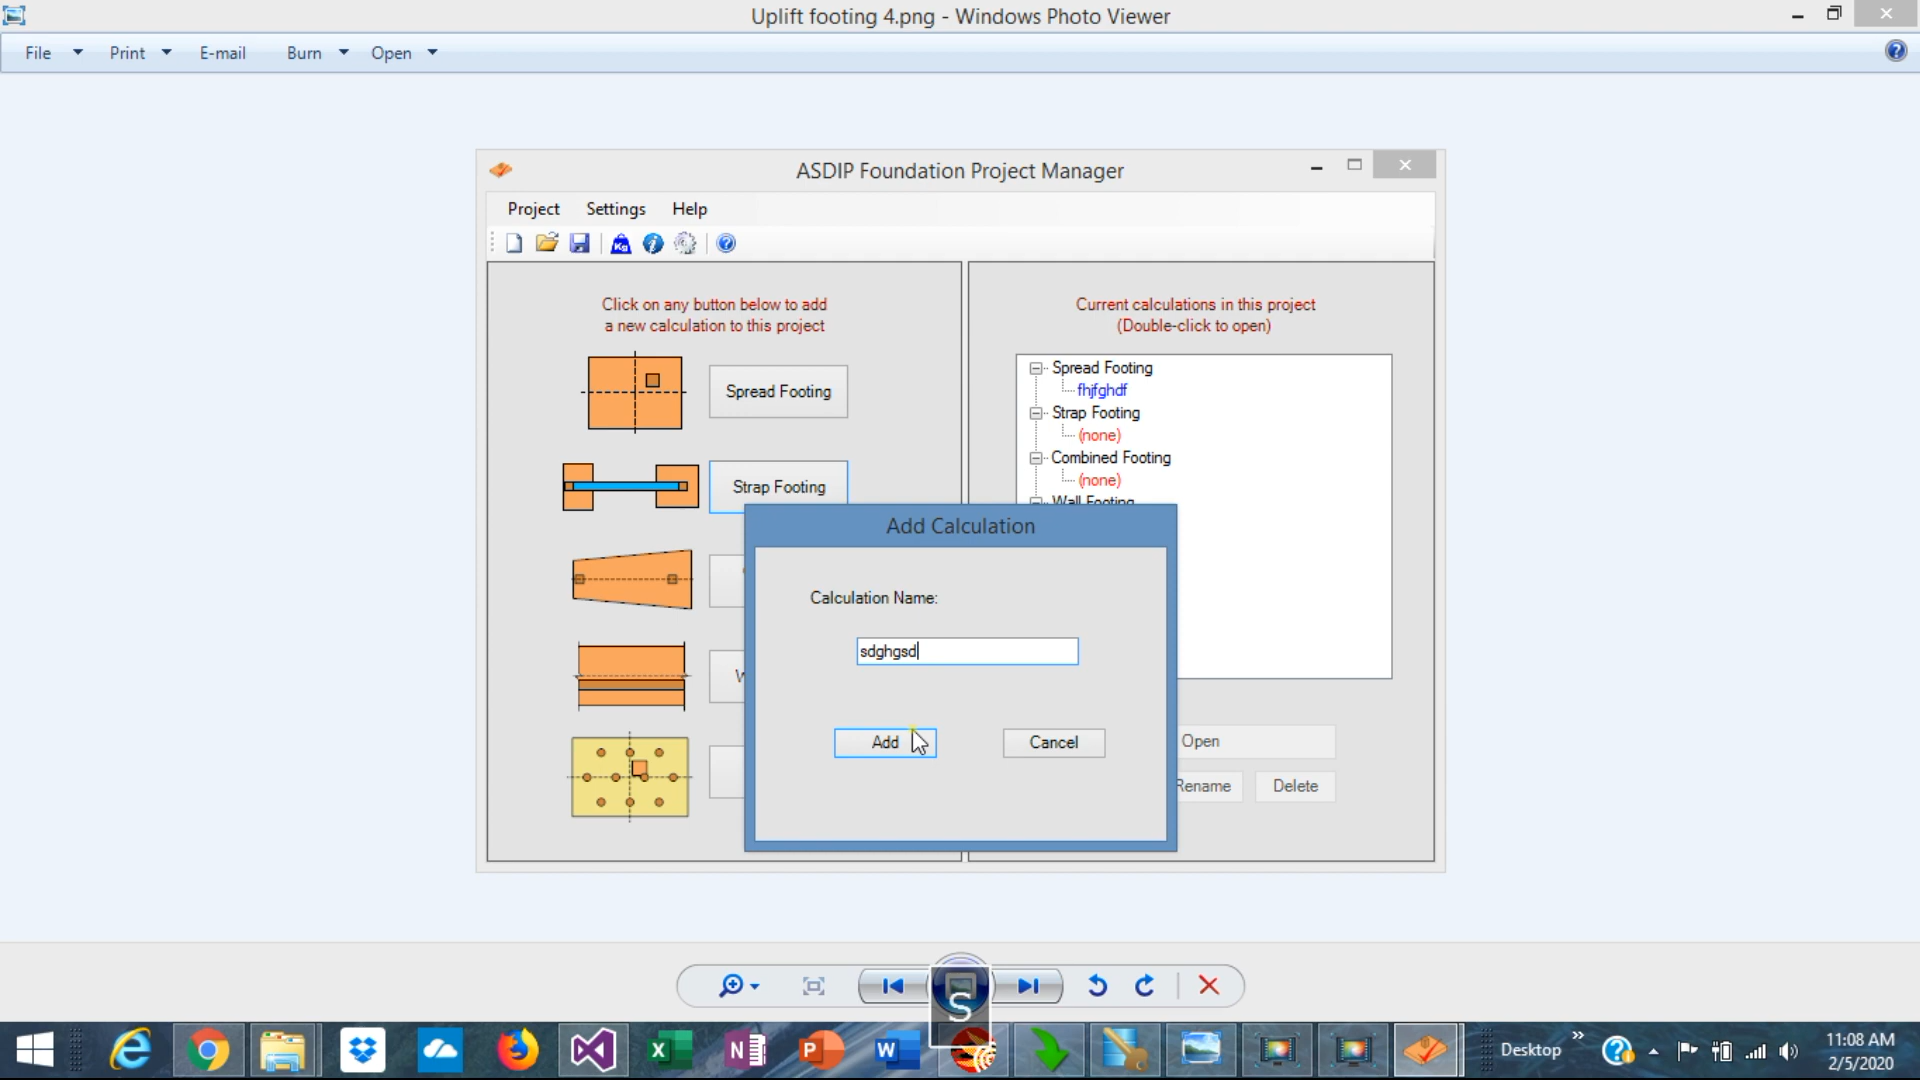 Uplift footing 4.png - Windows Photo Viewer
File Print E-mail Burn Open
ASDIP Foundation Project Manager
Project Settings Help
Kg
Click on any button below to add
a new calculation to this project
Current calculations in this project
(Double-click to open)
Spread Footing
Strap Footing
Spread Footing
fhjfghdf
Strap Footing
(none)
Combined Footing
(none)
Wall Footing
Add Calculation
Calculation Name:
sdghgsd
Add Cancel
W
Open
Rename Delete
S
Desktop
11:08 AM
2/5/2020